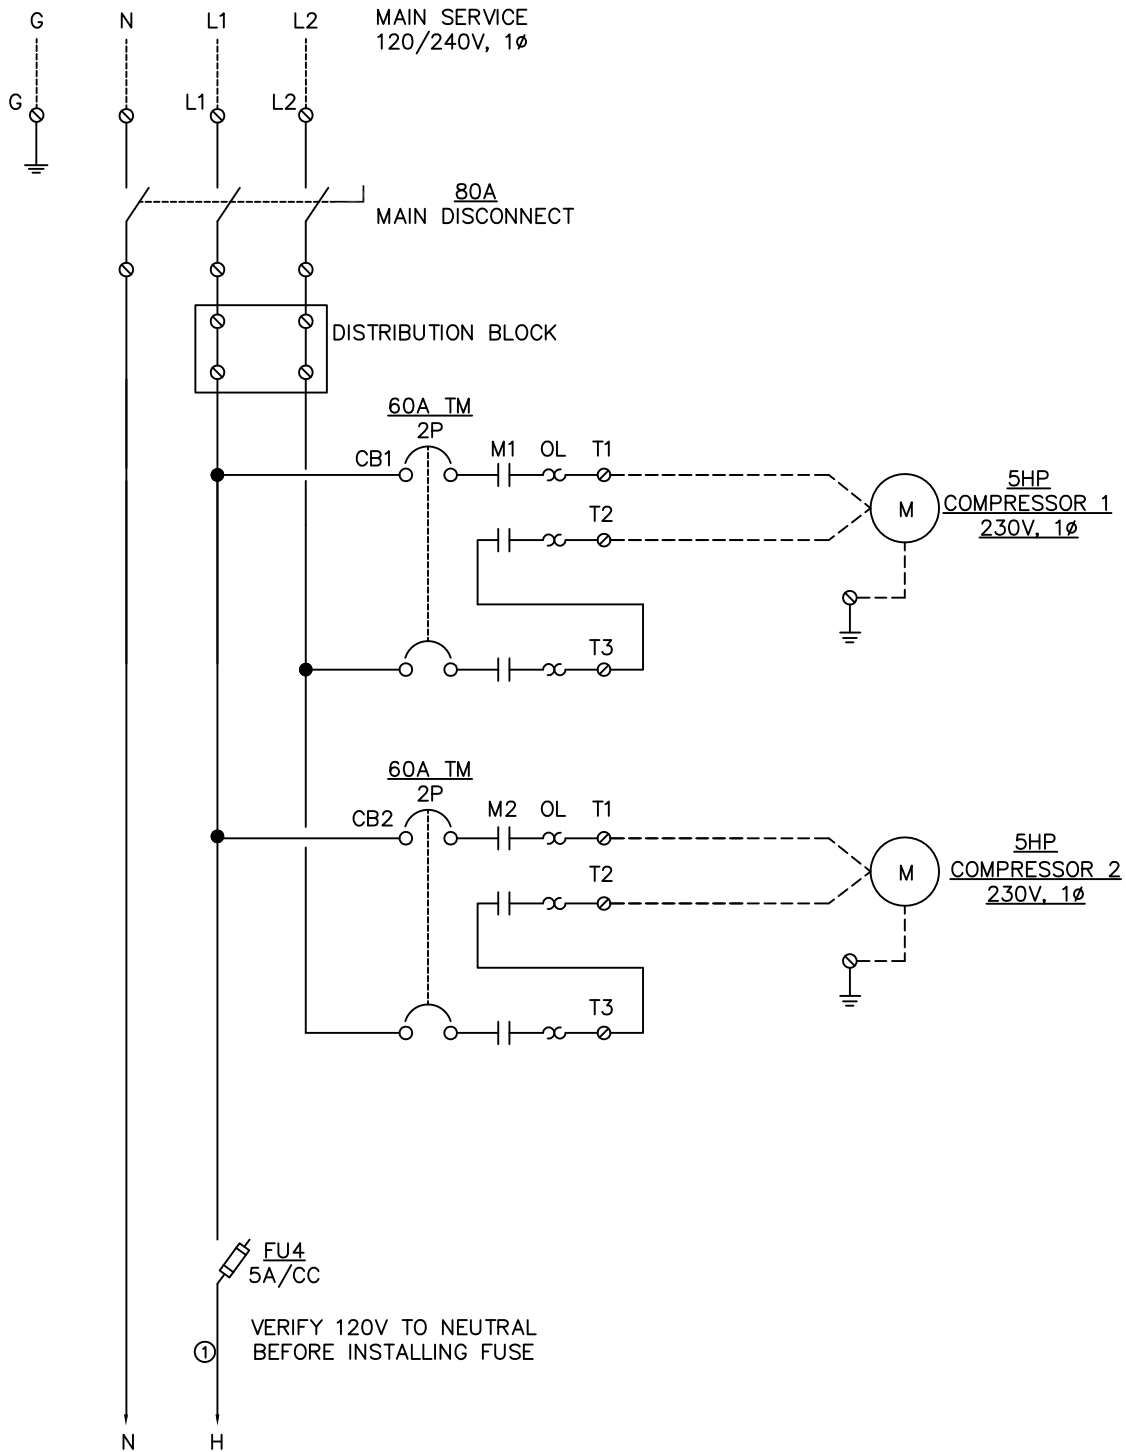 G N L1 L2 MAIN SERVICE
120/240V, 1ø
G L1 L2
80A
MAIN DISCONNECT
DISTRIBUTION BLOCK
60A TM
2P
CB1 M1 OL T1
T2
T3
5HP
COMPRESSOR 1
230V, 1ø
M
60A TM
2P
CB2 M2 OL T1
T2
T3
5HP
COMPRESSOR 2
230V, 1ø
M
FU4
5A/CC
VERIFY 120V TO NEUTRAL
BEFORE INSTALLING FUSE
1
N H